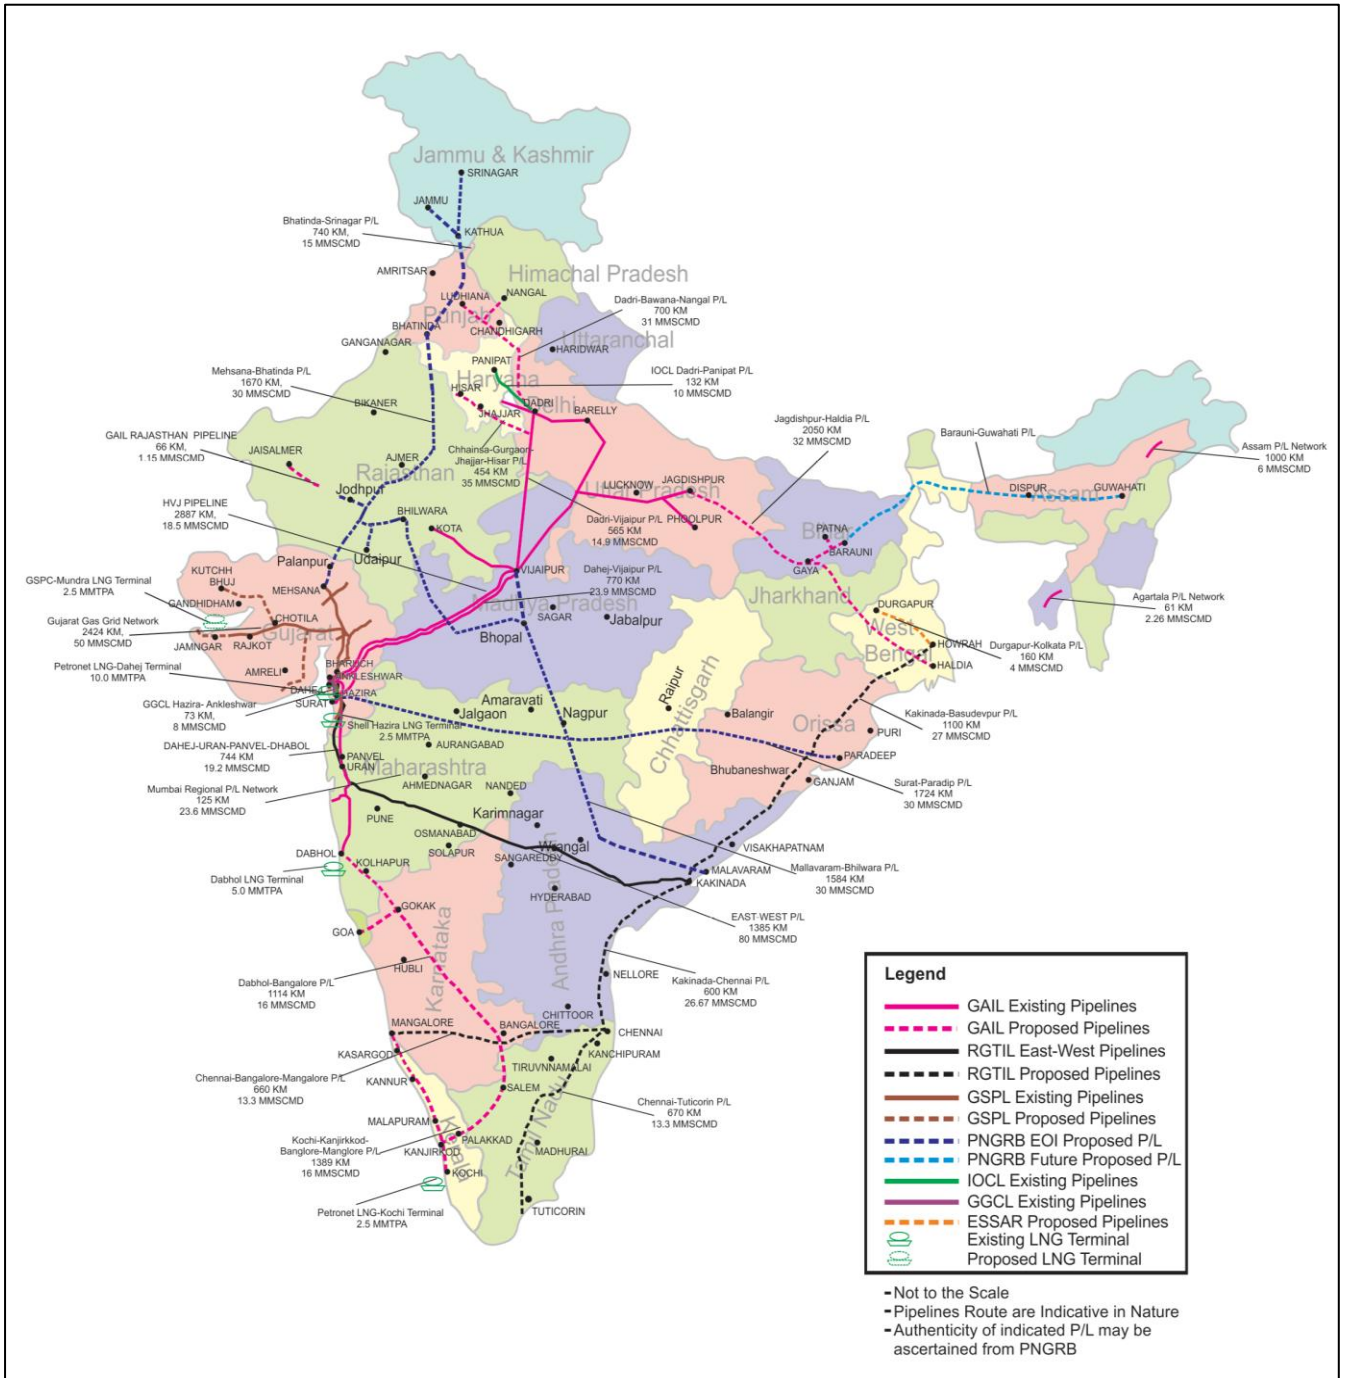 Jammu & Kashmir
SRINAGAR
JAMMU
Bhatinda-Srinagar P/L
740 KM,
15 MMSCMD
KATHUA
AMRITSAR
Himachal Pradesh
LUDHIANA
NANGAL
Punjab
Dadri-Bawana-Nangal P/L
700 KM
31 MMSCMD
CHANDHIGARH
BHATINDA
Uttaranchal
GANGANAGAR
HARIDWAR
PANIPAT
Mehsana-Bhatinda P/L
1670 KM,
30 MMSCMD
Haryana
IOCL Dadri-Panipat P/L
132 KM
10 MMSCMD
HISAR
BIKANER
JHAJJAR
Delhi
DADRI
BARELLY
Jagdishpur-Haldia P/L
2050 KM
32 MMSCMD
Barauni-Guwahati P/L
GAIL RAJASTHAN PIPELINE
66 KM,
1.15 MMSCMD
JAISALMER
AJMER
Rajasthan
Chhainsa-Gurgaon-
Jhajjar-Hisar P/L
454 KM
35 MMSCMD
Assam P/L Network
1000 KM
6 MMSCMD
LUCKNOW
JAGDISHPUR
Uttar Pradesh
DISPUR
Assam
GUWAHATI
Jodhpur
HVJ PIPELINE
2887 KM,
18.5 MMSCMD
BHILWARA
KOTA
Dadri-Vijaipur P/L
565 KM
14.9 MMSCMD
PHOOLPUR
Bihar
PATNA
BARAUNI
Udaipur
GAYA
Palanpur
VIJAIPUR
Dahej-Vijaipur P/L
770 KM
23.9 MMSCMD
KUTCHH
BHUJ
GSPC-Mundra LNG Terminal
2.5 MMTPA
MEHSANA
GANDHIDHAM
Madhya Pradesh
SAGAR
Jabalpur
Jharkhand
Agartala P/L Network
61 KM
2.26 MMSCMD
DURGAPUR
Gujarat Gas Grid Network
2424 KM,
50 MMSCMD
CHOTILA
Gujarat
JAMNGAR
RAJKOT
Bhopal
West
Bengal
HOWRAH
Durgapur-Kolkata P/L
160 KM
4 MMSCMD
HALDIA
Petronet LNG-Dahej Terminal
10.0 MMTPA
AMRELI
BHARUCH
ANKLESHWAR
DAHEJ
HAZIRA
SURAT
Raipur
Chhattisgarh
GGCL Hazira- Ankleshwar
73 KM,
8 MMSCMD
Shell Hazira LNG Terminal
2.5 MMTPA
Amaravati
Jalgaon
Nagpur
Balangir
Orissa
Kakinada-Basudevpur P/L
1100 KM
27 MMSCMD
PURI
DAHEJ-URAN-PANVEL-DHABOL
744 KM
19.2 MMSCMD
AURANGABAD
PANVEL
URAN
PARADEEP
Maharashtra
Bhubaneshwar
GANJAM
Surat-Paradip P/L
1724 KM
30 MMSCMD
Mumbai Regional P/L Network
125 KM
23.6 MMSCMD
AHMEDNAGAR
NANDED
PUNE
Karimnagar
OSMANABAD
SOLAPUR
Wrangal
VISAKHAPATNAM
DABHOL
KOLHAPUR
SANGAREDDY
MALAVARAM
Mallavaram-Bhilwara P/L
1584 KM
30 MMSCMD
Dabhol LNG Terminal
5.0 MMTPA
HYDERABAD
KAKINADA
GOKAK
EAST-WEST P/L
1385 KM
80 MMSCMD
GOA
Karnataka
Andhra Pradesh
HUBLI
Dabhol-Bangalore P/L
1114 KM
16 MMSCMD
NELLORE
Kakinada-Chennai P/L
600 KM
26.67 MMSCMD
CHITTOOR
MANGALORE
BANGALORE
CHENNAI
KASARGOD
KANCHIPURAM
TIRUVNNAMALAI
Chennai-Bangalore-Mangalore P/L
660 KM
13.3 MMSCMD
KANNUR
SALEM
Chennai-Tuticorin P/L
670 KM
13.3 MMSCMD
MALAPURAM
Kerala
Tamil Nadu
PALAKKAD
MADHURAI
Kochi-Kanjirkkod-
Banglore-Manglore P/L
1389 KM
16 MMSCMD
KANJIRKOD
KOCHI
Petronet LNG-Kochi Terminal
2.5 MMTPA
TUTICORIN
Legend
GAIL Existing Pipelines
GAIL Proposed Pipelines
RGTIL East-West Pipelines
RGTIL Proposed Pipelines
GSPL Existing Pipelines
GSPL Proposed Pipelines
PNGRB EOI Proposed P/L
PNGRB Future Proposed P/L
IOCL Existing Pipelines
GGCL Existing Pipelines
ESSAR Proposed Pipelines
Existing LNG Terminal
Proposed LNG Terminal
-Not to the Scale
-Pipelines Route are Indicative in Nature
-Authenticity of indicated P/L may be
ascertained from PNGRB